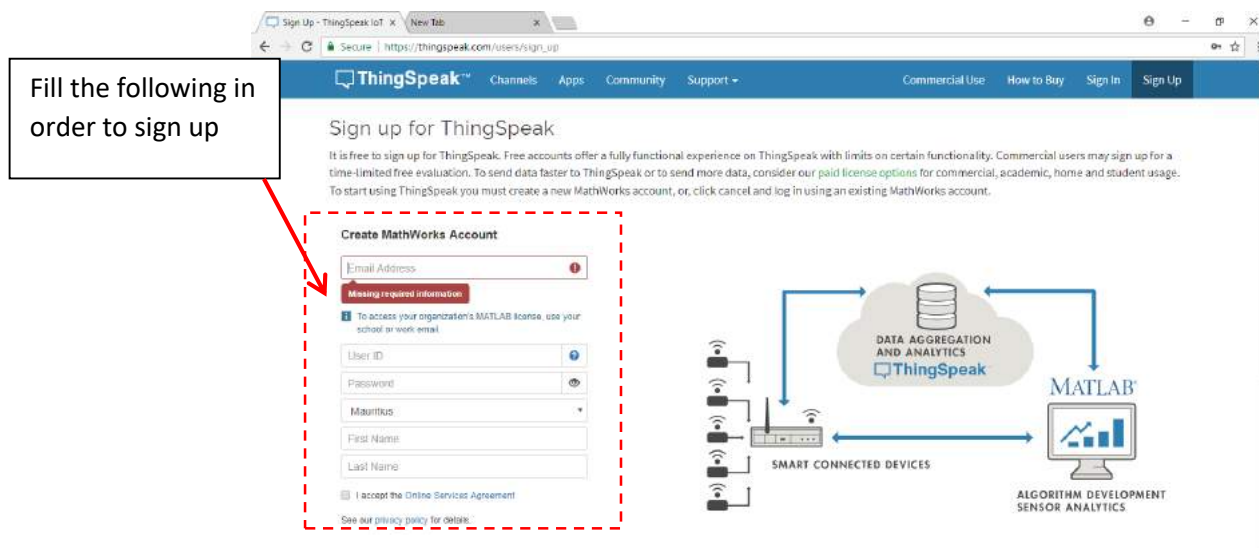 Sign Up - ThingSpeak IoT
New Tab
Secure | https://thingspeak.com/users/sign_up
Fill the following in
order to sign up
ThingSpeak™ Channels Apps Community Support Commercial Use How to Buy Sign In Sign Up
Sign up for ThingSpeak
It is free to sign up for ThingSpeak. Free accounts offer a fully functional experience on ThingSpeak with limits on certain functionality. Commercial users may sign up for a
time-limited free evaluation. To send data faster to ThingSpeak or to send more data, consider our paid license options for commercial, academic, home and student usage.
To start using ThingSpeak you must create a new MathWorks account, or, click cancel and log in using an existing MathWorks account.
Create MathWorks Account
Email Address
Missing required information
To access your organization's MATLAB license, use your
school or work email.
User ID
Password
Mauritius
First Name
Last Name
I accept the Online Services Agreement
See our privacy policy for details.
DATA AGGREGATION
AND ANALYTICS
ThingSpeak
MATLAB
SMART CONNECTED DEVICES
ALGORITHM DEVELOPMENT
SENSOR ANALYTICS